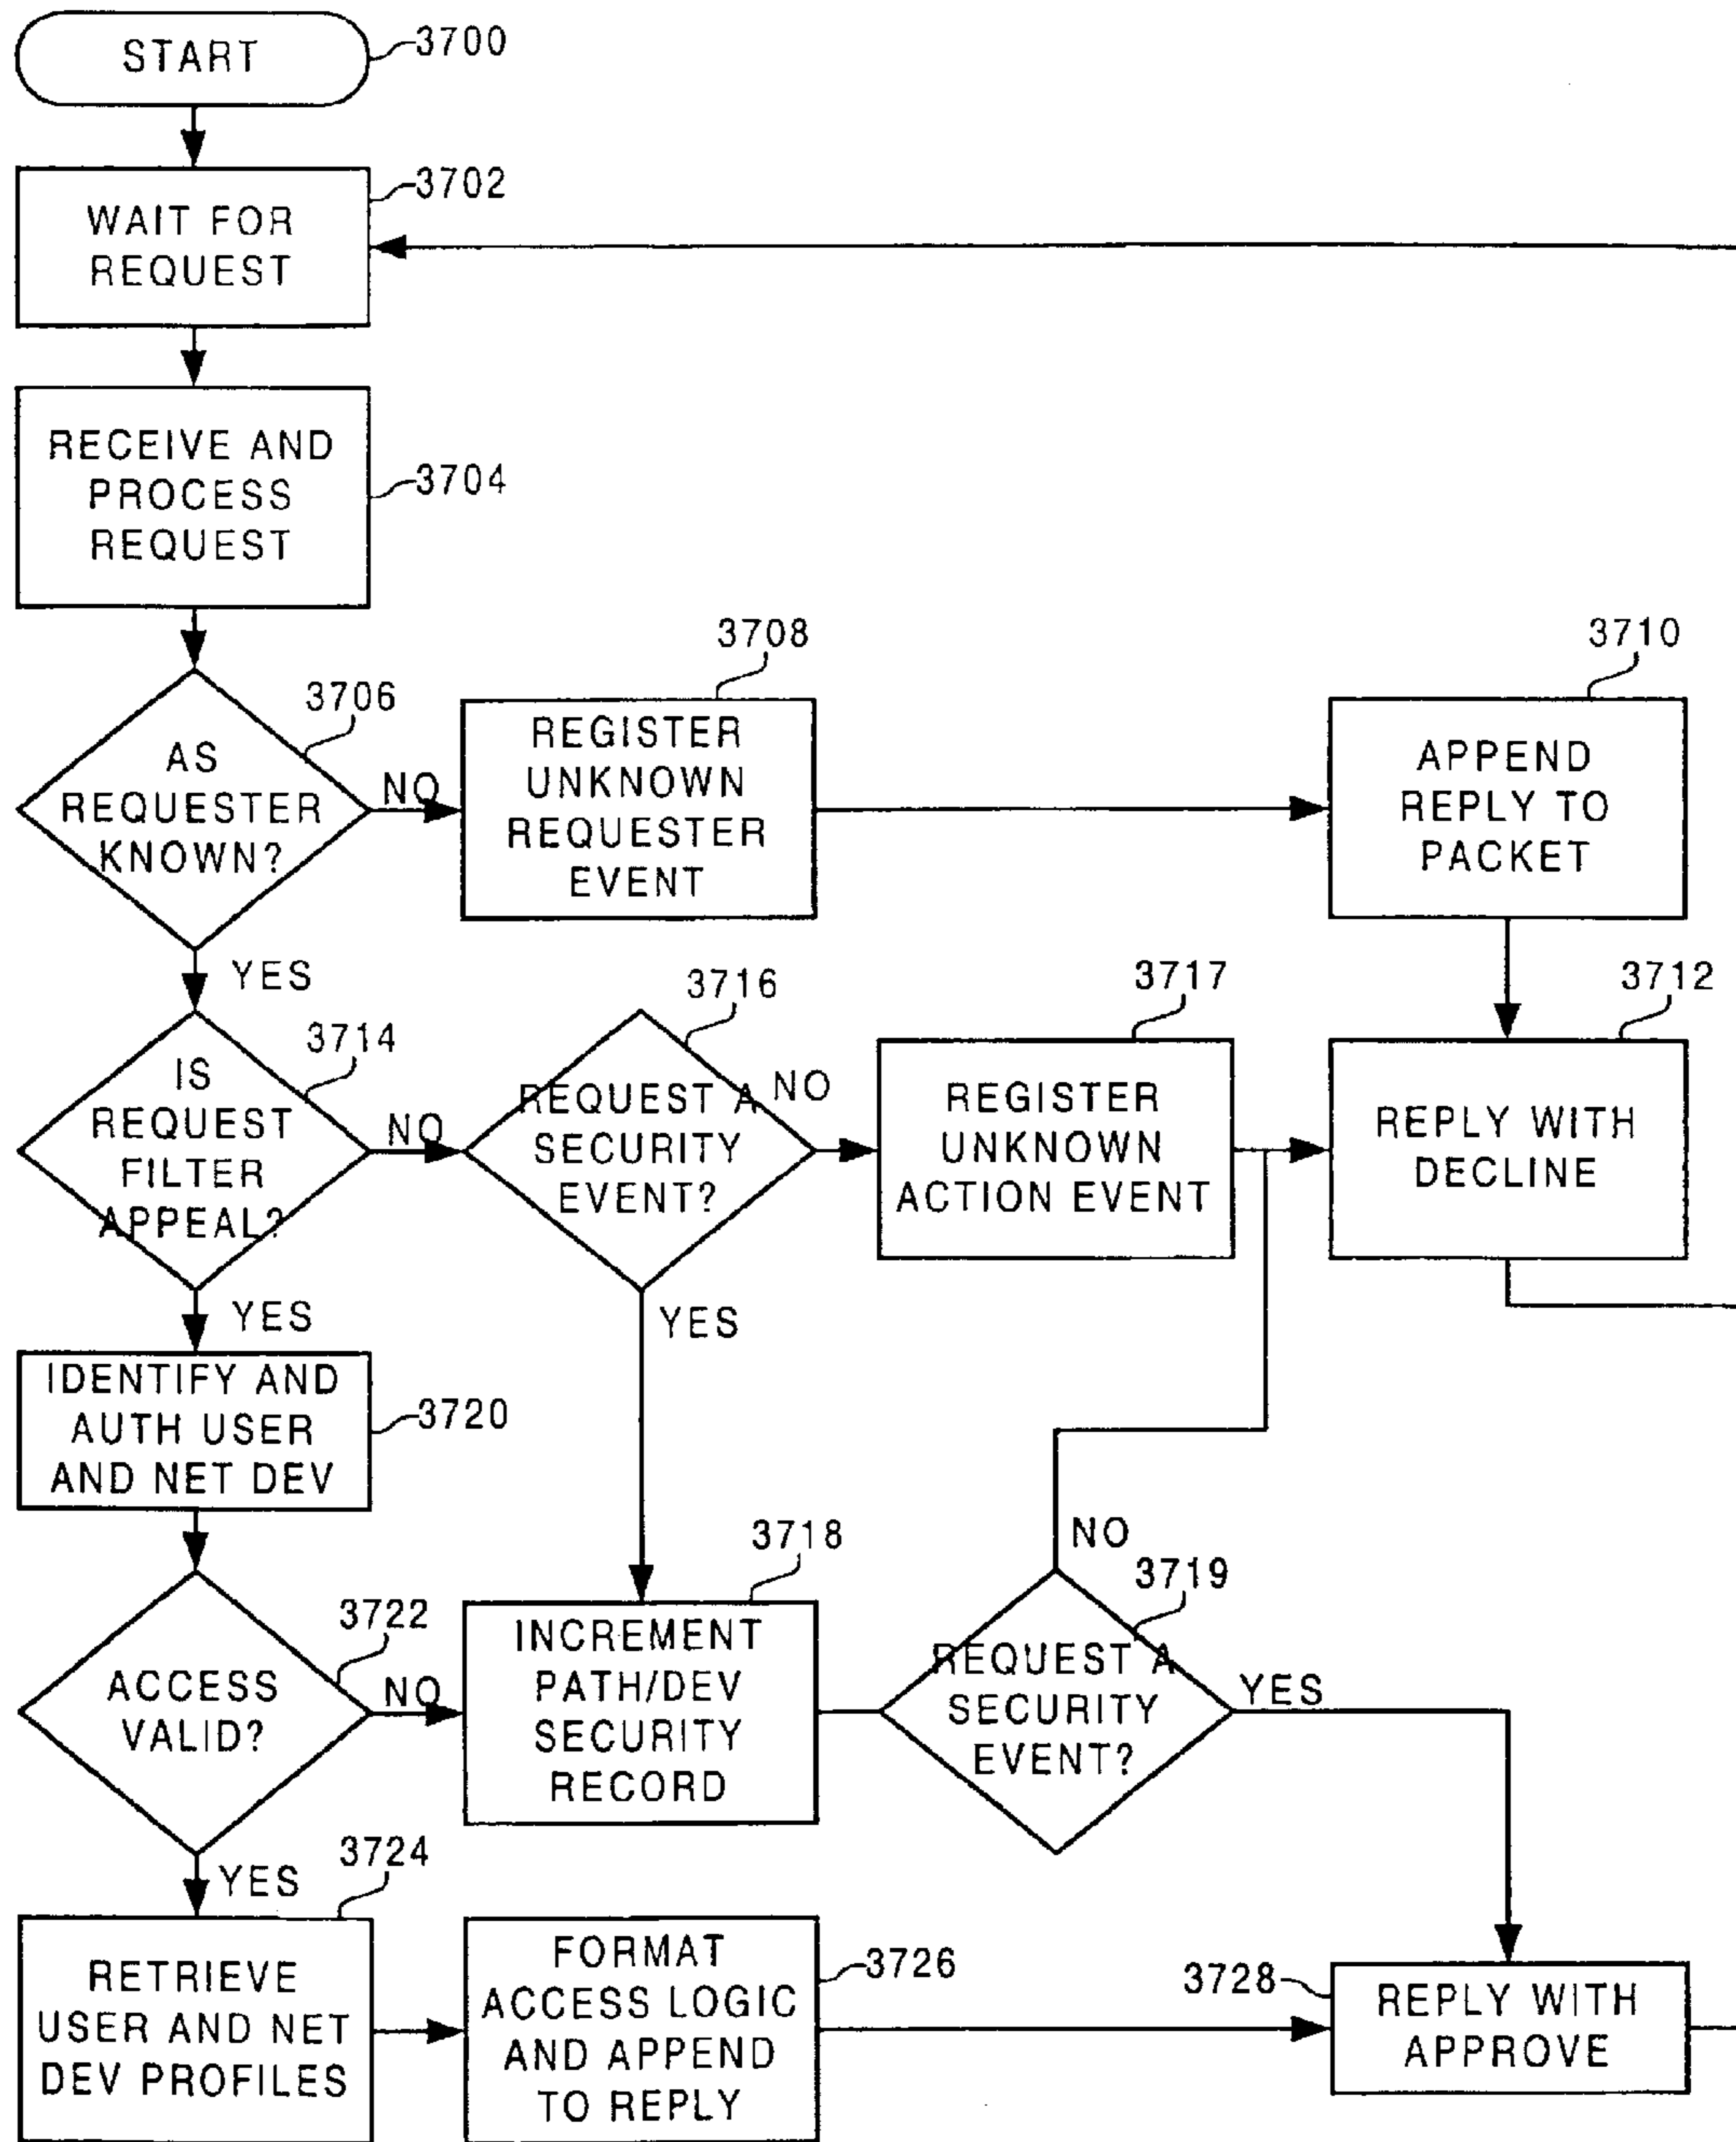 START
3700
3702
WAIT FOR
REQUEST
RECEIVE AND
PROCESS
REQUEST
3704
3706
AS
REQUESTER
KNOWN?
NO
3708
REGISTER
UNKNOWN
REQUESTER
EVENT
3710
APPEND
REPLY TO
PACKET
YES
3714
IS
REQUEST
FILTER
APPEAL?
NO
3716
REQUEST A
SECURITY
EVENT?
NO
3717
REGISTER
UNKNOWN
ACTION EVENT
3712
REPLY WITH
DECLINE
YES
YES
IDENTIFY AND
AUTH USER
AND NET DEV
3720
3722
ACCESS
VALID?
NO
3718
INCREMENT
PATH/DEV
SECURITY
RECORD
NO
3719
REQUEST A
SECURITY
EVENT?
YES
YES
3724
RETRIEVE
USER AND NET
DEV PROFILES
FORMAT
ACCESS LOGIC
AND APPEND
TO REPLY
3726
3728
REPLY WITH
APPROVE